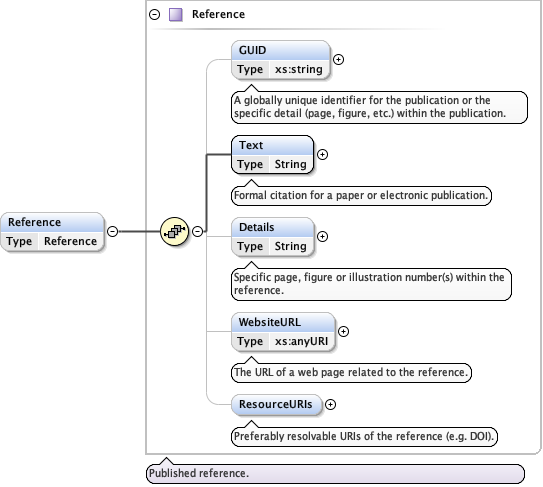 Reference
GUID
Type xs:string
A globally unique identifier for the publication or the
specific detail (page, figure, etc.) within the publication.
Text
Type String
Formal citation for a paper or electronic publication.
Reference
Type Reference
Details
Type String
Specific page, figure or illustration number(s) within the
reference.
WebsiteURL
Type xs:anyURI
The URL of a web page related to the reference.
ResourceURIs
Preferably resolvable URIs of the reference (e.g. DOI).
Published reference.